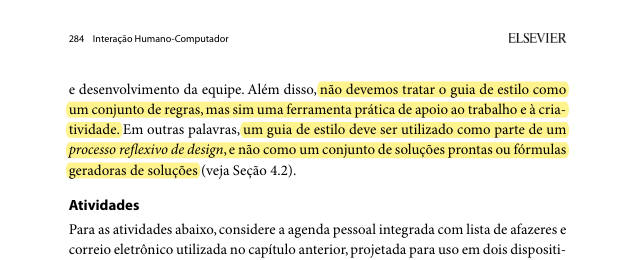 284 Interação Humano-Computador ELSEVIER
e desenvolvimento da equipe. Além disso, não devemos tratar o guia de estilo como
um conjunto de regras, mas sim uma ferramenta prática de apoio ao trabalho e à cria-
tividade. Em outras palavras, um guia de estilo deve ser utilizado como parte de um
processo reflexivo de design, e não como um conjunto de soluções prontas ou fórmulas
geradoras de soluções (veja Seção 4.2).
Atividades
Para as atividades abaixo, considere a agenda pessoal integrada com lista de afazeres e
correio eletrônico utilizada no capítulo anterior, projetada para uso em dois dispositi-